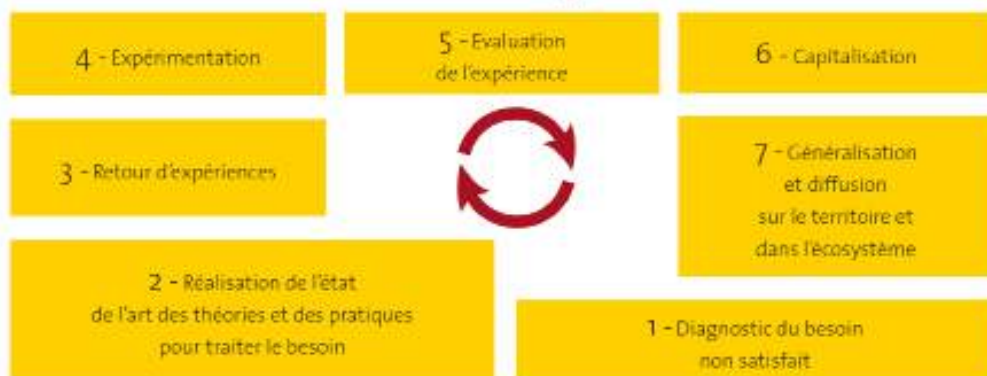 4 - Expérimentation
5 - Evaluation
de l'expérience
6 - Capitalisation
3 - Retour d'expériences
7 - Généralisation
et diffusion
sur le territoire et
dans l'écosystème
2 - Réalisation de l'état
de l'art des théories et des pratiques
pour traiter le besoin
1 - Diagnostic du besoin
non satisfait